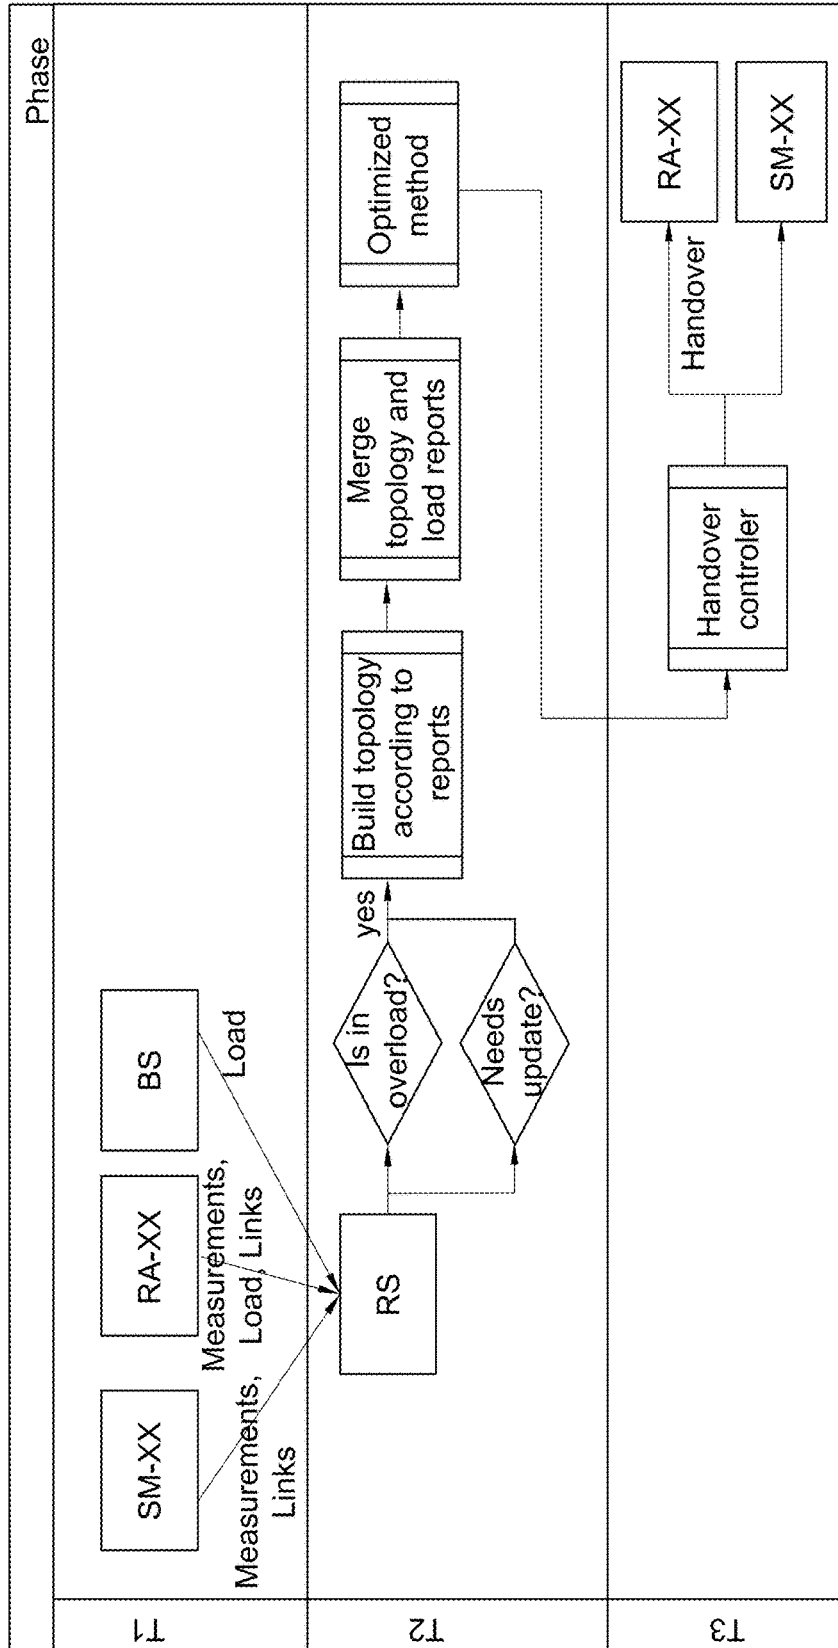 Phase
T1
SM-XX
RA-XX
BS
Measurements,
Links
Measurements,
Load, Links
Load
T2
RS
Is in
overload?
Needs
update?
yes
Build topology
according to
reports
Merge
topology and
load reports
Optimized
method
T3
Handover
controler
Handover
RA-XX
SM-XX